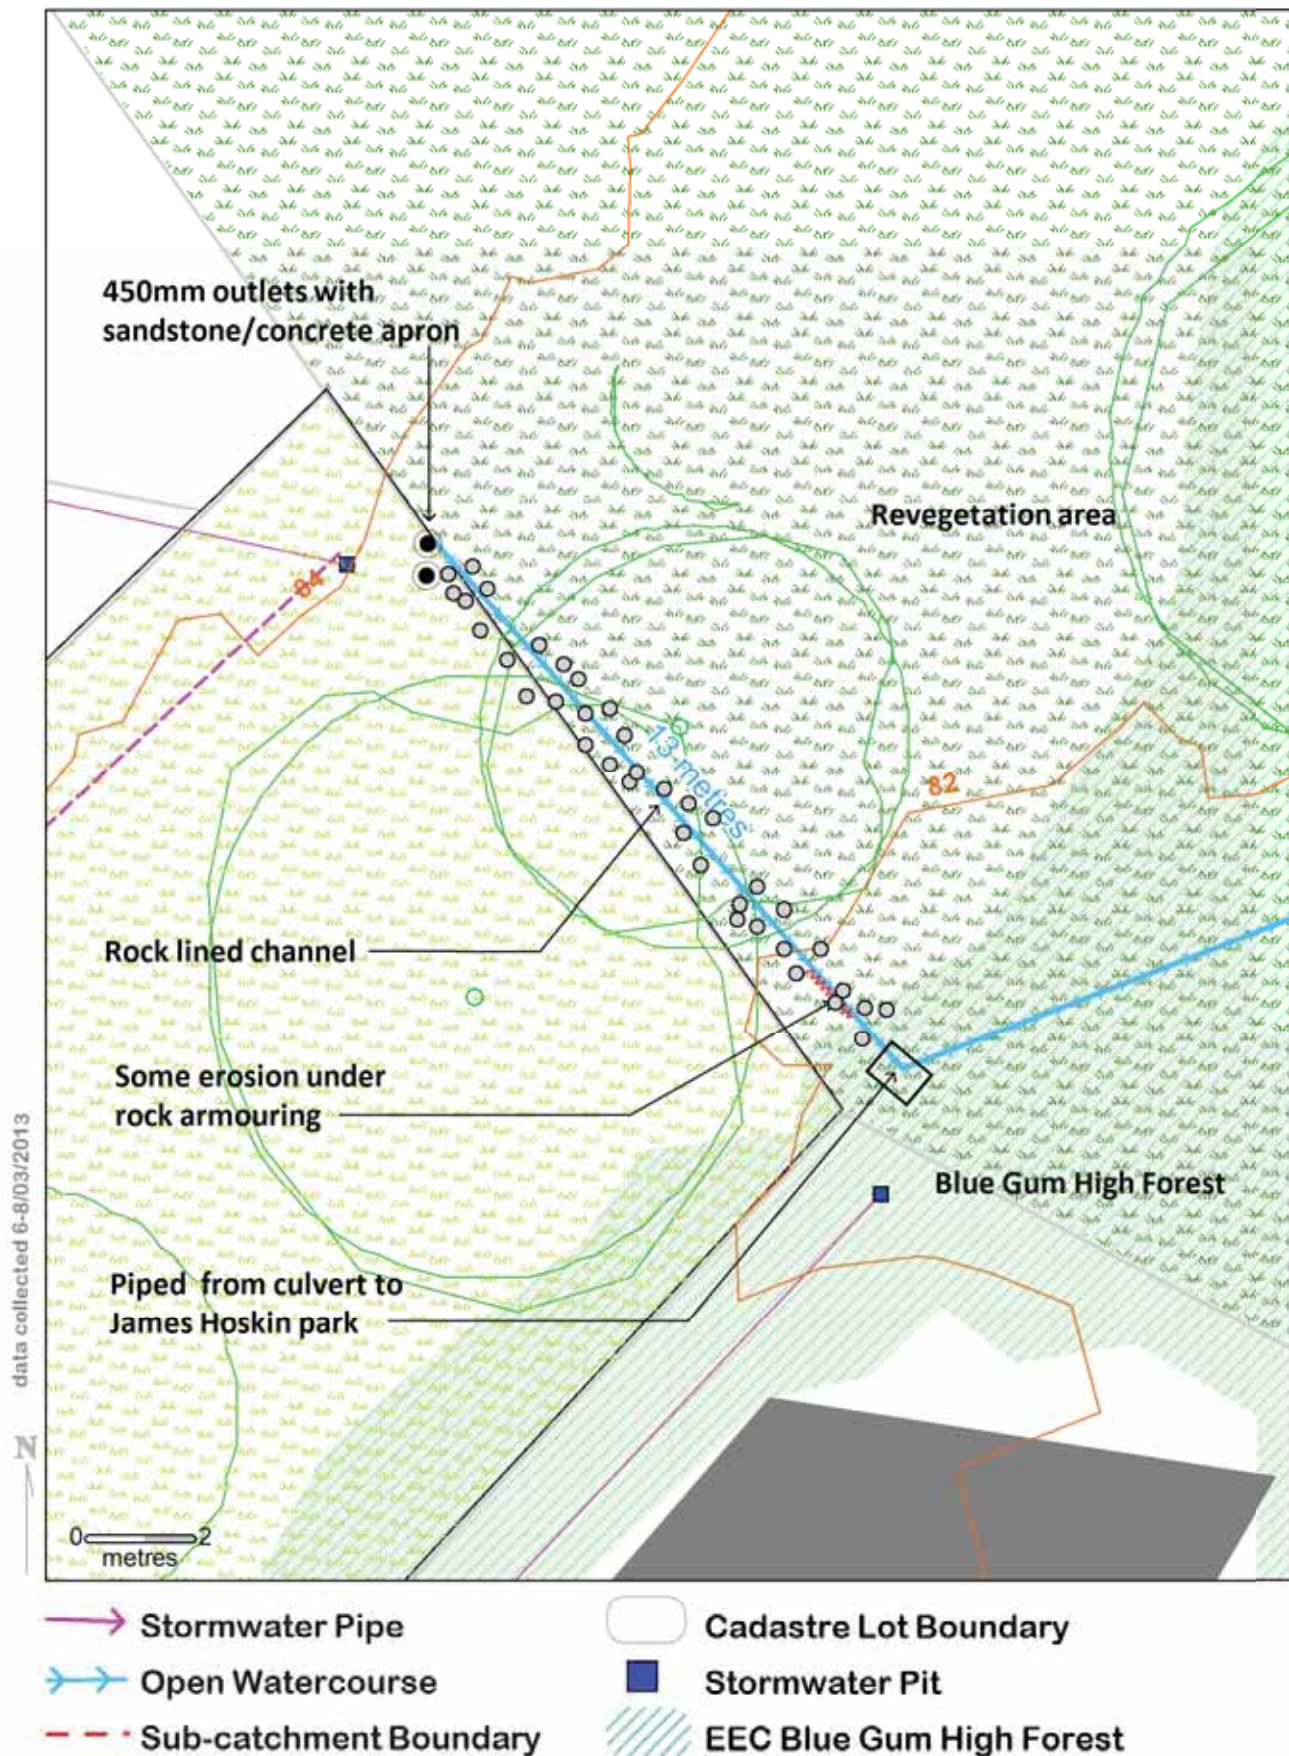 450mm outlets with
sandstone/concrete apron
Revegetation area
84
13 metres
82
Rock lined channel
Some erosion under
rock armouring
Blue Gum High Forest
Piped from culvert to
James Hoskin park
data collected 6-8/03/2013
N
0 2
metres
Stormwater Pipe
Cadastre Lot Boundary
Open Watercourse
Stormwater Pit
Sub-catchment Boundary
EEC Blue Gum High Forest